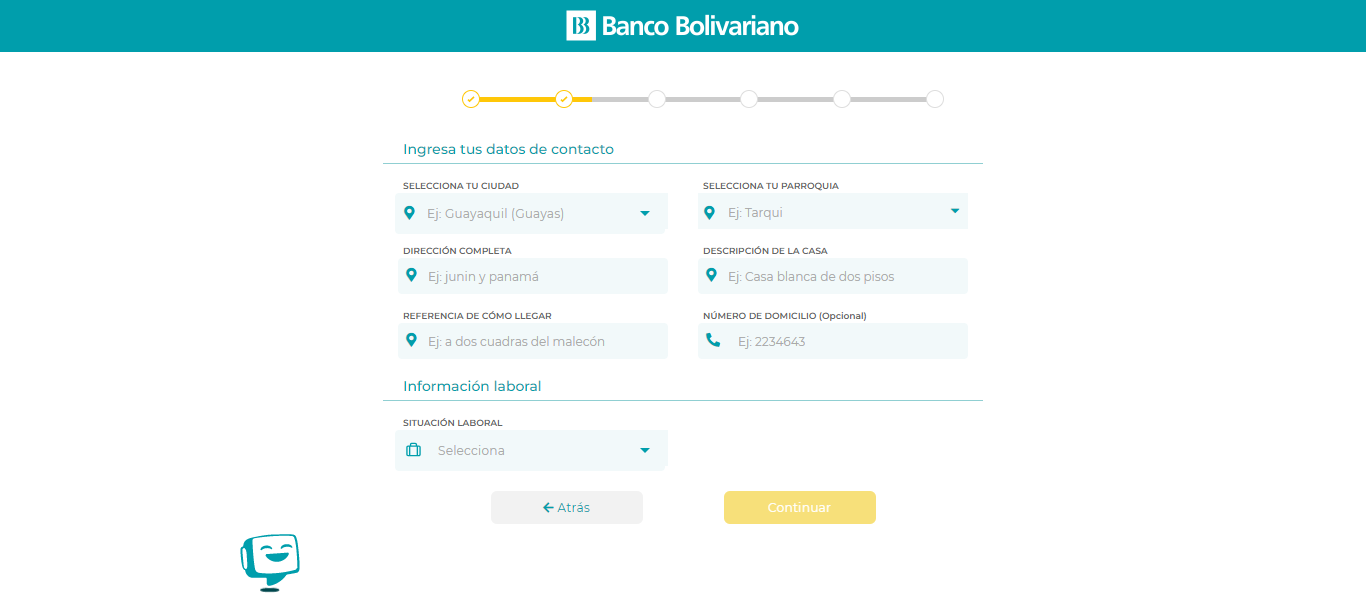 Banco Bolivariano
Ingresa tus datos de contacto
SELECCIONA TU CIUDAD
SELECCIONA TU PARROQUIA
Ej: Guayaquil (Guayas)
Ej: Tarqui
DIRECCIÓN COMPLETA
DESCRIPCIÓN DE LA CASA
Ej: junin y panamá
Ej: Casa blanca de dos pisos
REFERENCIA DE CÓMO LLEGAR
NÚMERO DE DOMICILIO (Opcional)
Ej: a dos cuadras del malecón
Ej: 2234643
Información laboral
SITUACIÓN LABORAL
Selecciona
Atrás
Continuar